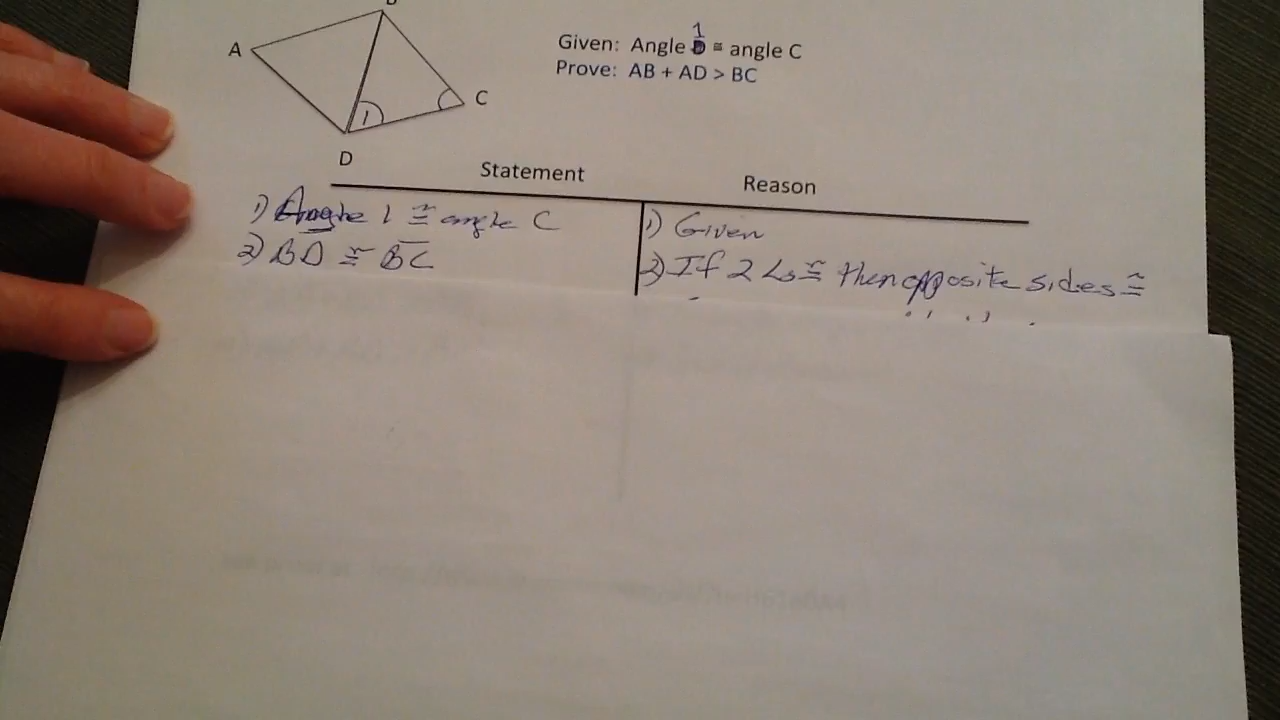 A
Given: Angle 1 ≅ angle C
Prove: AB + AD > BC
C
1
D
Statement
Reason
1) Angle 1 ≅ angle C
1) Given
2) BD ≅ BC
2) If 2 ∠s ≅ then opposite sides ≅